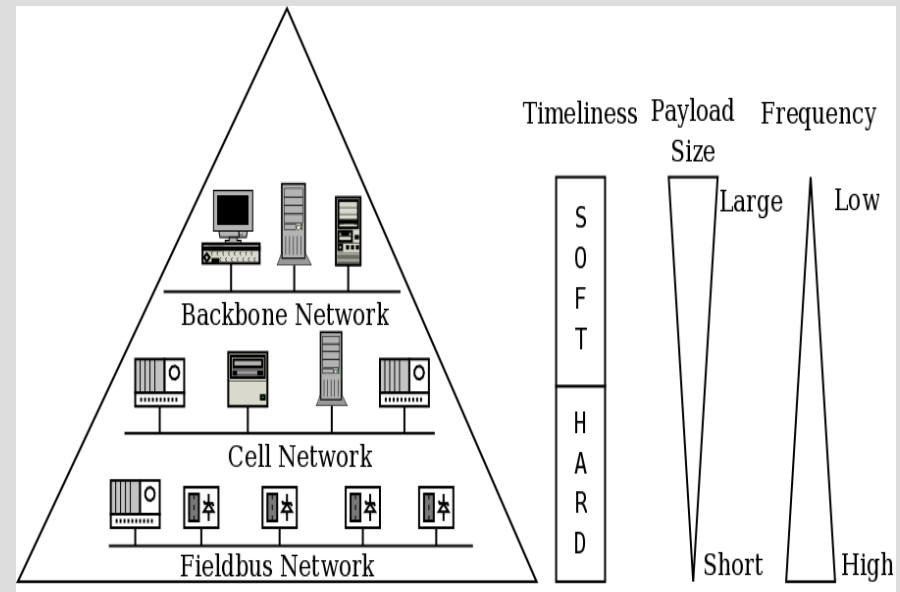 Timeliness
Payload
Size
Frequency
Large
Low
S
O
F
T
Backbone Network
H
A
R
D
Cell Network
Fieldbus Network
Short
High